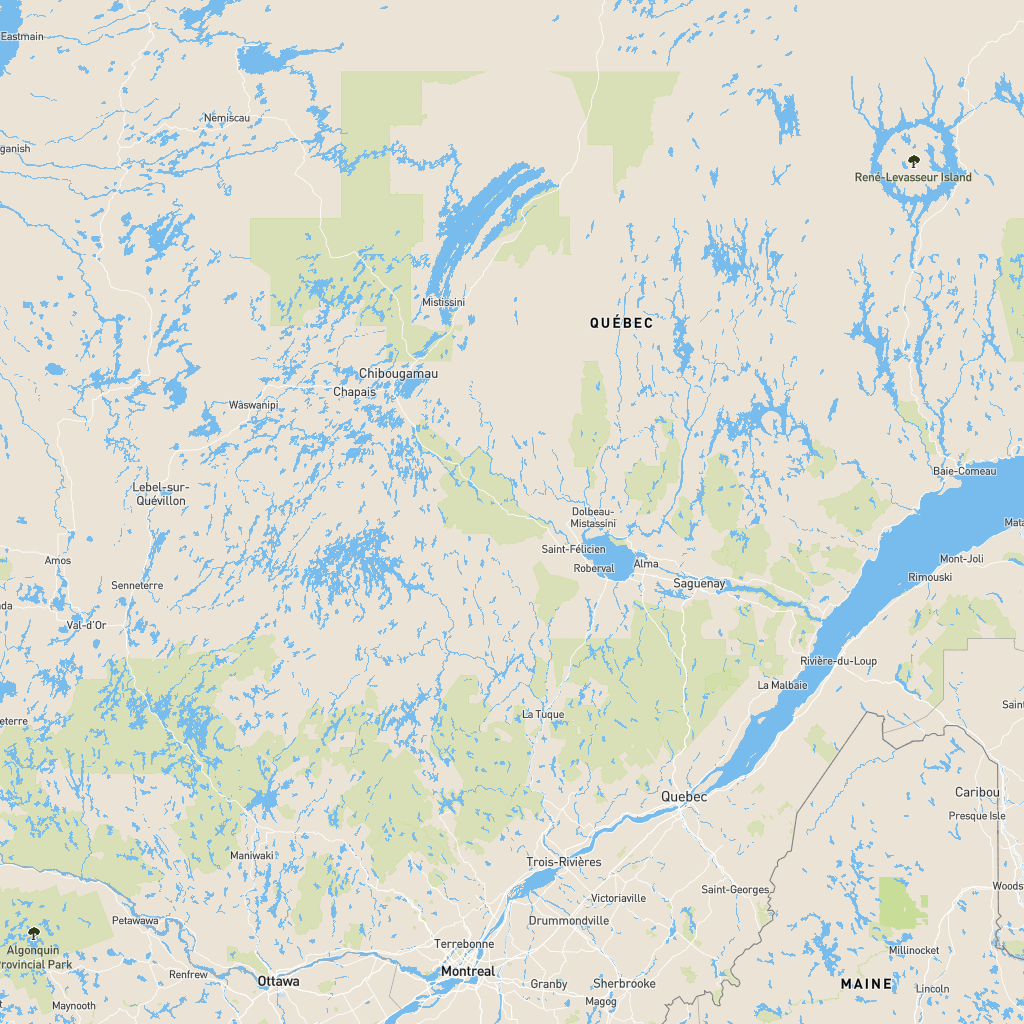 Eastmain
Nemiscau
ganish
René-Levasseur Island
Mistissini
QUÉBEC
Chibougamau
Chapais
Waswanipi
Baie-Comeau
Lebel-sur-
Quévillon
Dolbeau-
Mistassini
Mata
Saint-Félicien
Amos
Alma
Mont-Joli
Roberval
Rimouski
Senneterre
Saguenay
da
Val-d'Or
Rivière-du-Loup
La Malbaie
Saint
eterre
La Tuque
Quebec
Caribou
Presque Isle
Maniwaki
Trois-Rivières
Saint-Georges
Woods
Victoriaville
Petawawa
Drummondville
Algonquin
Provincial Park
Terrebonne
Millinocket
Montreal
Renfrew
Ottawa
Granby
Sherbrooke
MAINE
Lincoln
Magog
Maynooth
t